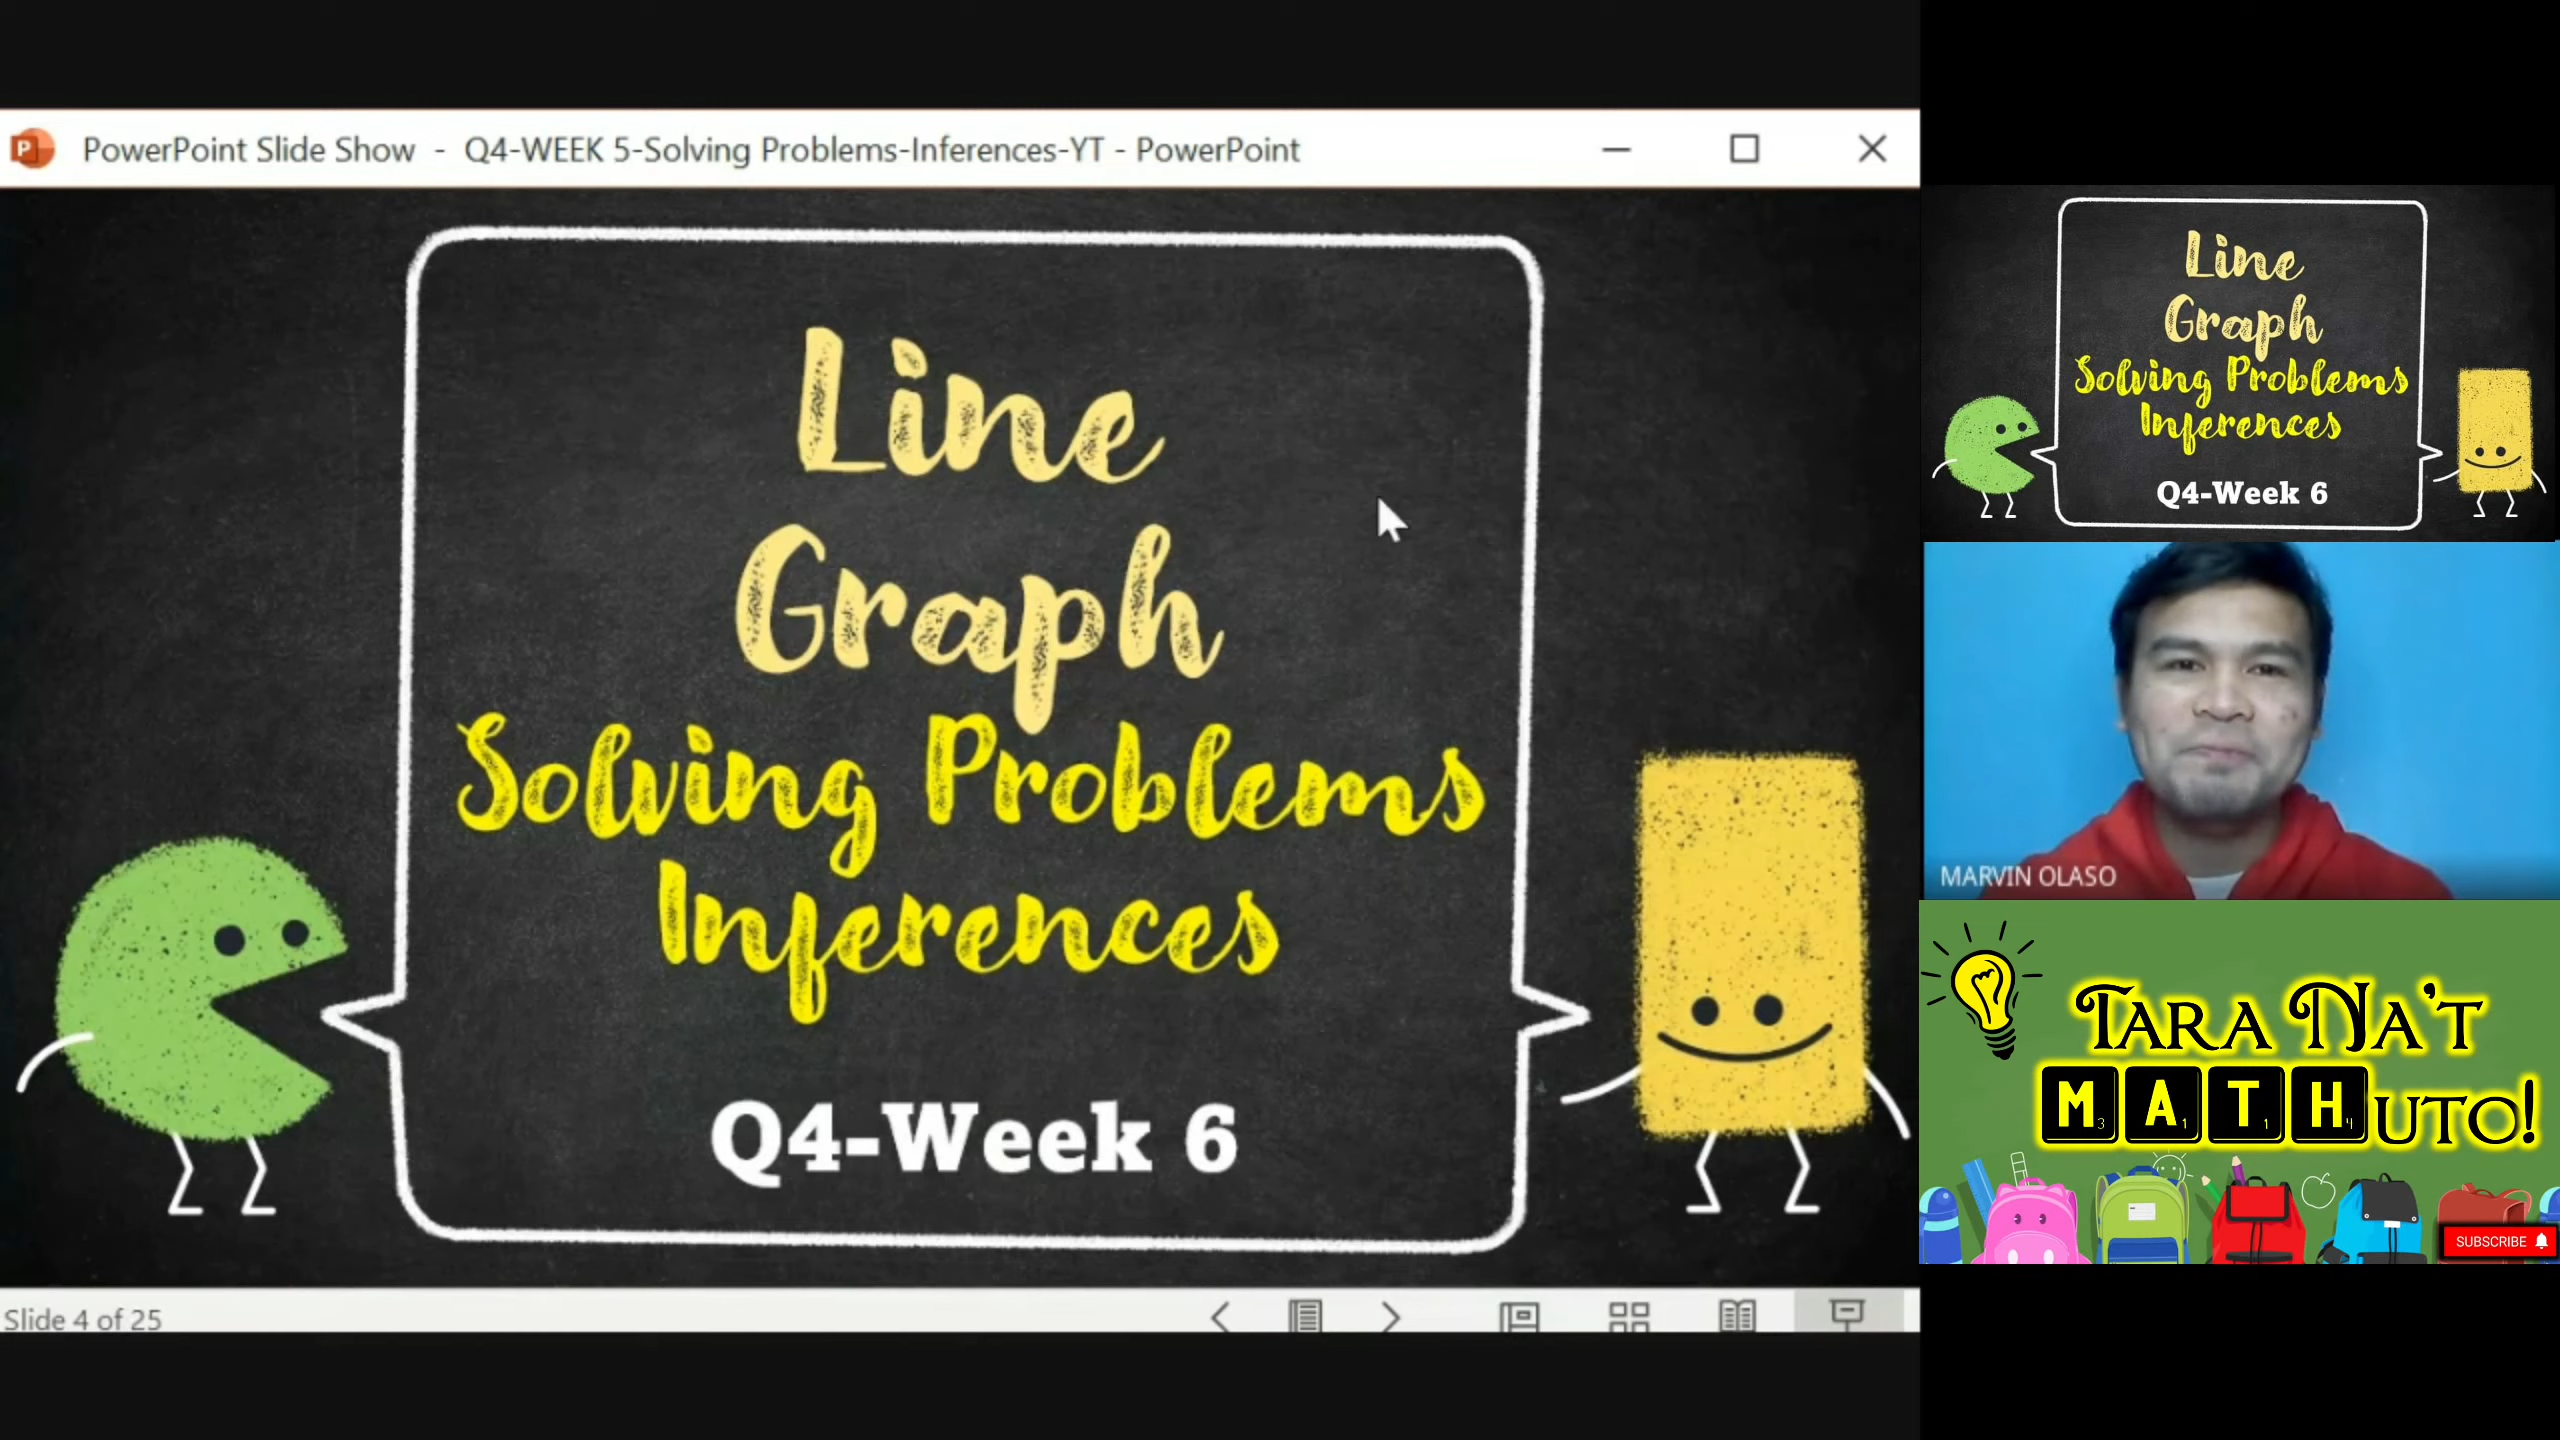 PowerPoint Slide Show - Q4-WEEK 5-Solving Problems-Inferences-YT - PowerPoint
Line
Graph
Solving Problems
Inferences
Q4-Week 6
Slide 4 of 25
Line
Graph
Solving Problems
Inferences
Q4-Week 6
MARVIN OLASO
TARA NA'T
MATHUTO!
SUBSCRIBE